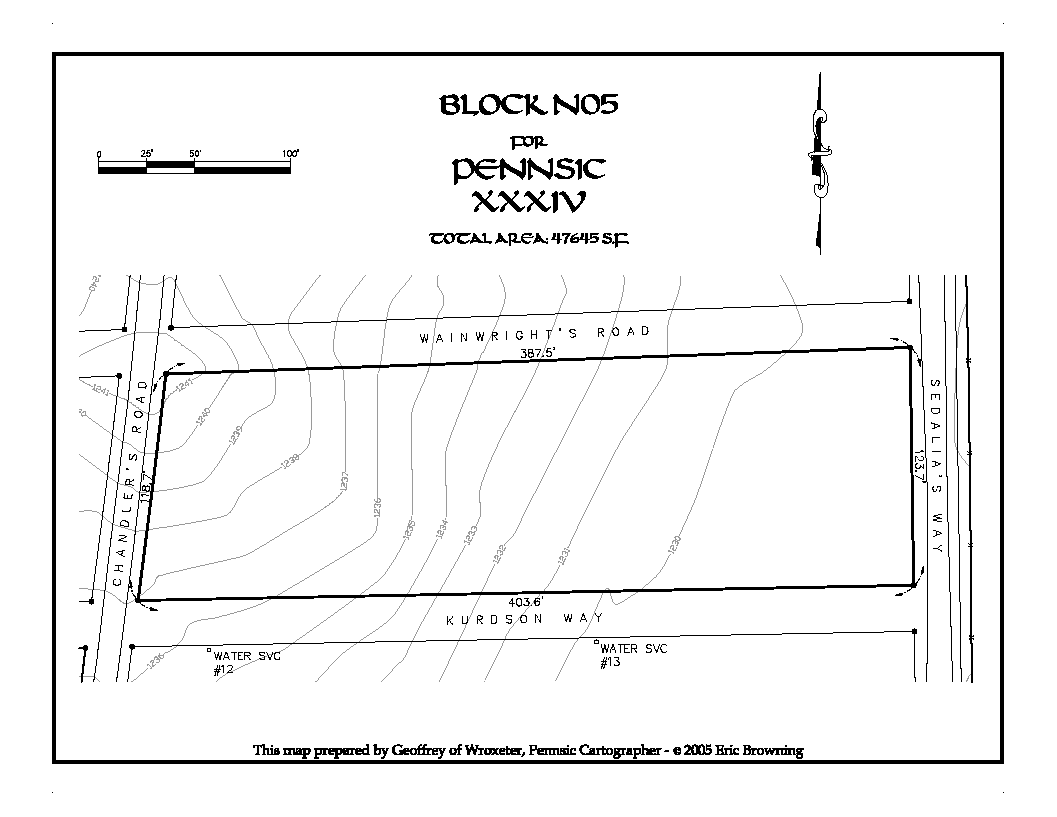 BLOCK N05
FOR
PENNSIC
XXXIV
TOTAL AREA: 47645 S.F.
0 25' 50' 100'
WAINWRIGHT'S ROAD
387.5'
CHANDLER'S ROAD
118.7'
SEDALIA'S WAY
123.7'
403.6'
KURDSON WAY
WATER SVC
#12
WATER SVC
#13
1240
1241
1241
1240
1239
1238
1237
1236
1235
1234
1233
1232
1231
1230
1236
This map prepared by Geoffrey of Wroxeter, Pennsic Cartographer - © 2005 Eric Browning